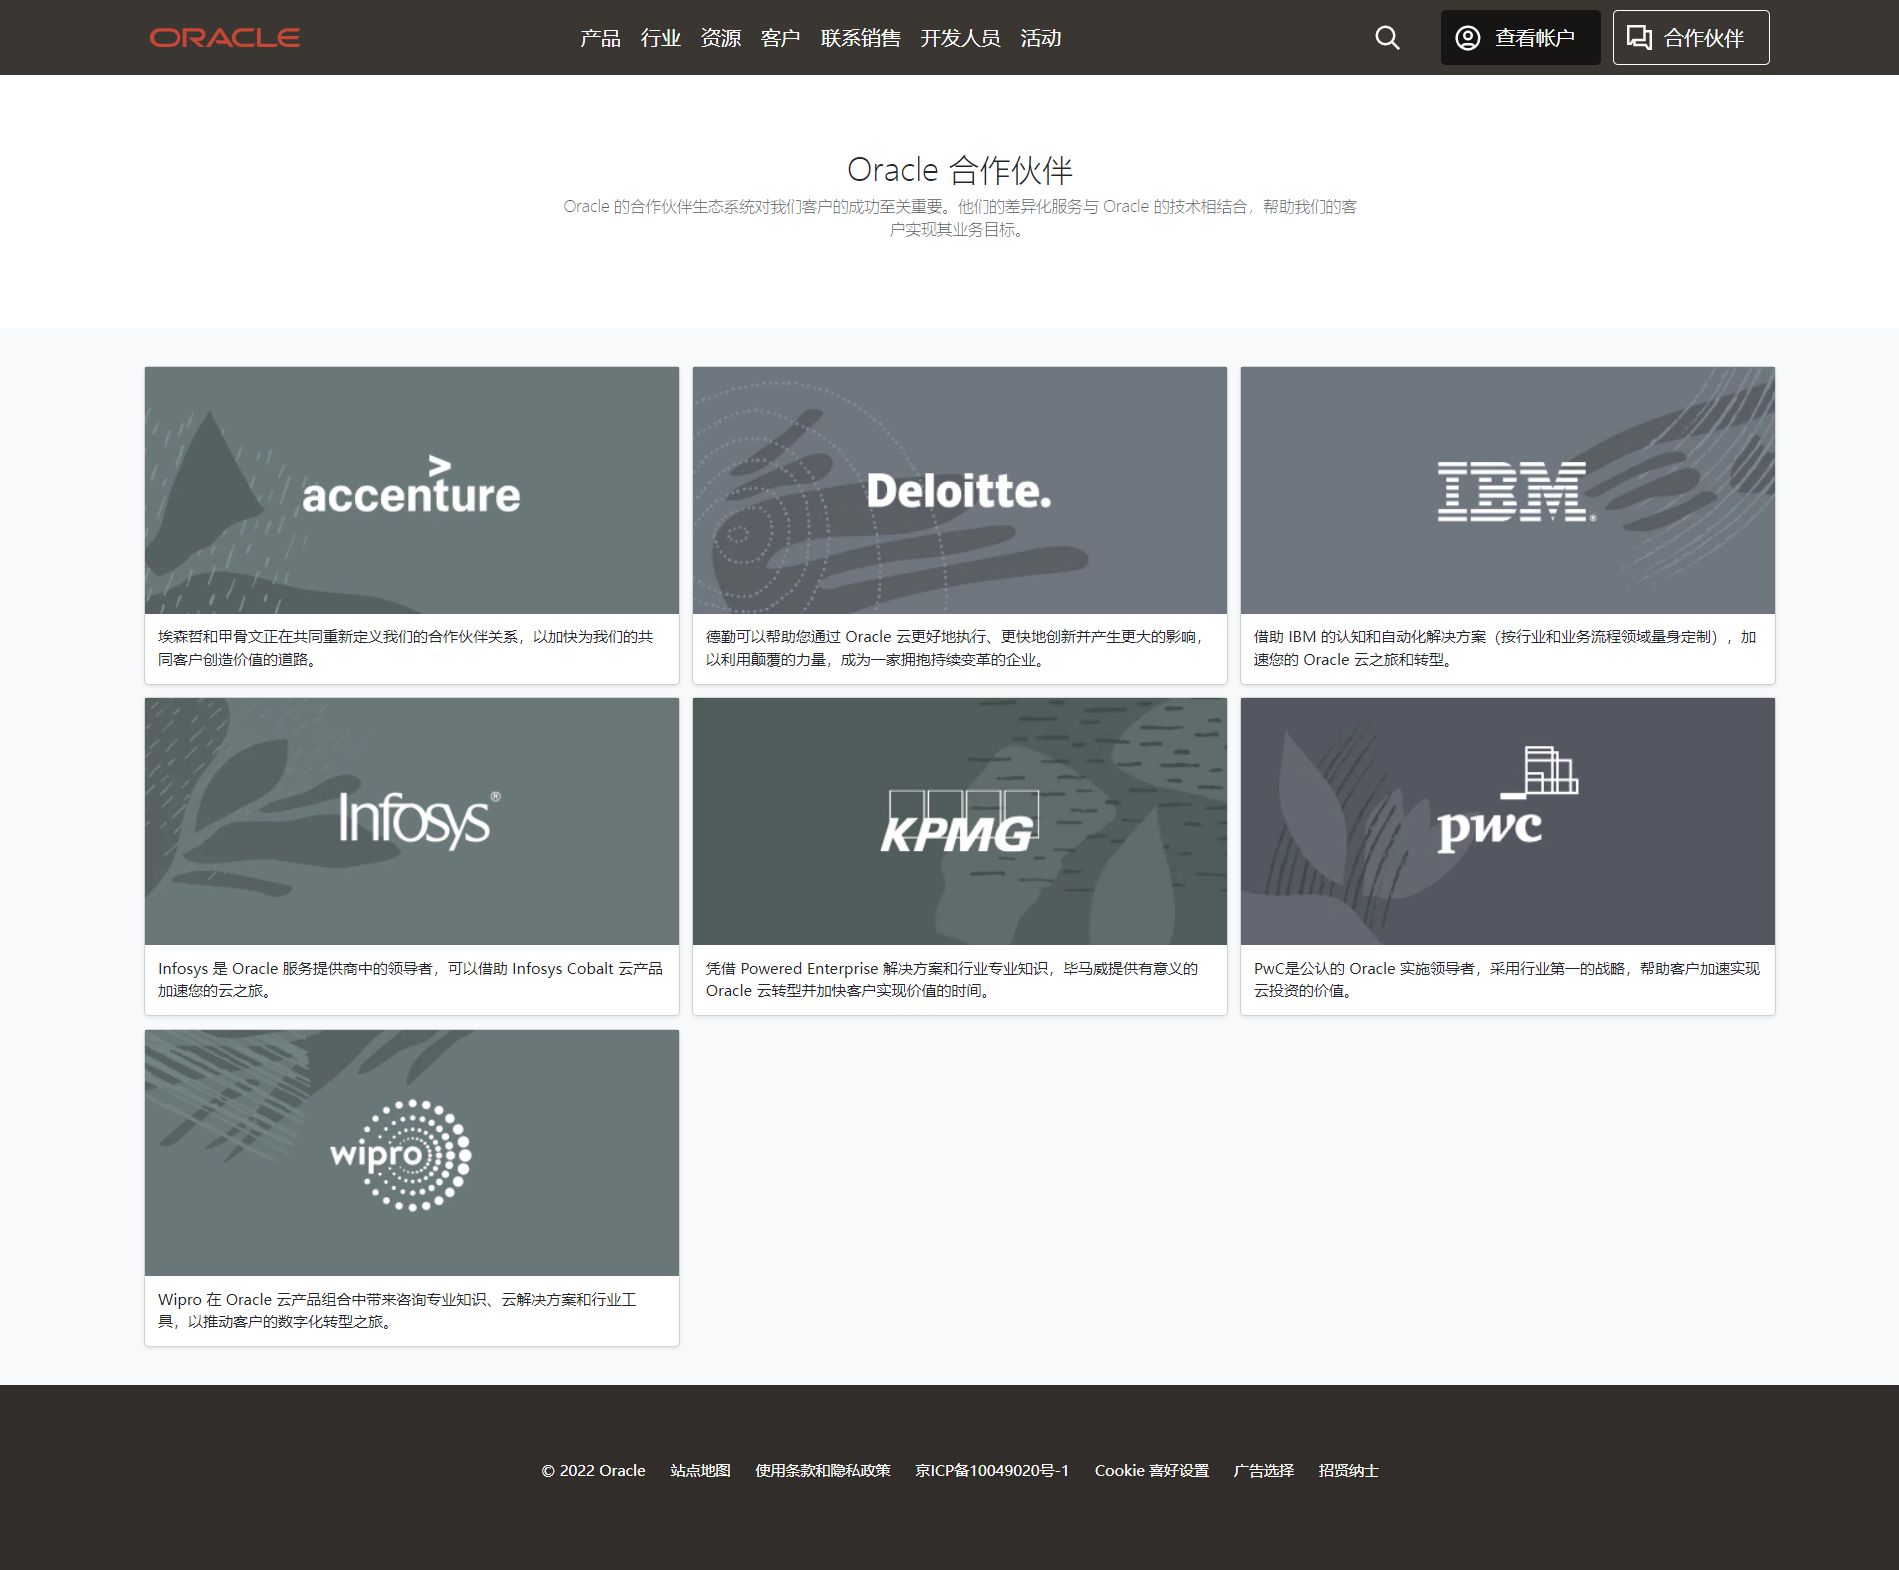 ORACLE 产品 行业 资源 客户 联系销售 开发人员 活动 查看帐户 合作伙伴
Oracle 合作伙伴
Oracle 的合作伙伴生态系统对我们客户的成功至关重要。他们的差异化服务与 Oracle 的技术相结合，帮助我们的客
户实现其业务目标。
accenture
埃森哲和甲骨文正在共同重新定义我们的合作伙伴关系，以加快为我们的共
同客户创造价值的道路。
Deloitte.
德勤可以帮助您通过 Oracle 云更好地执行、更快地创新并产生更大的影响，
以利用颠覆的力量，成为一家拥抱持续变革的企业。
IBM®
借助 IBM 的认知和自动化解决方案（按行业和业务流程领域量身定制），加
速您的 Oracle 云之旅和转型。
Infosys®
Infosys 是 Oracle 服务提供商中的领导者，可以借助 Infosys Cobalt 云产品
加速您的云之旅。
KPMG
凭借 Powered Enterprise 解决方案和行业专业知识，毕马威提供有意义的
Oracle 云转型并加快客户实现价值的时间。
pwc
PwC是公认的 Oracle 实施领导者，采用行业第一的战略，帮助客户加速实现
云投资的价值。
wipro
Wipro 在 Oracle 云产品组合中带来咨询专业知识、云解决方案和行业工
具，以推动客户的数字化转型之旅。
© 2022 Oracle 站点地图 使用条款和隐私政策 京ICP备10049020号-1 Cookie 喜好设置 广告选择 招贤纳士